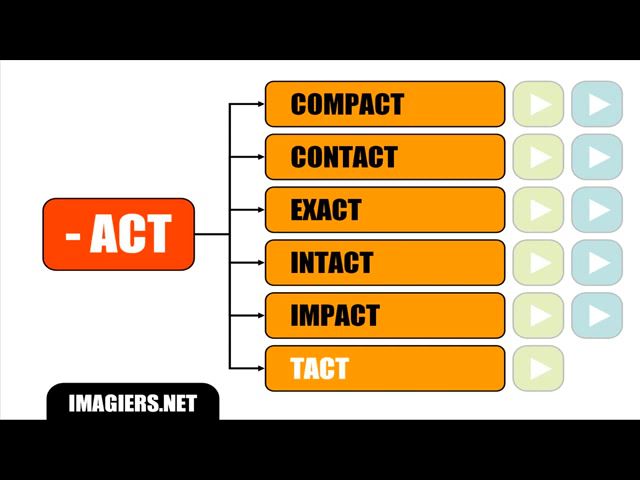 COMPACT
CONTACT
EXACT
- ACT
INTACT
IMPACT
TACT
IMAGIERS.NET